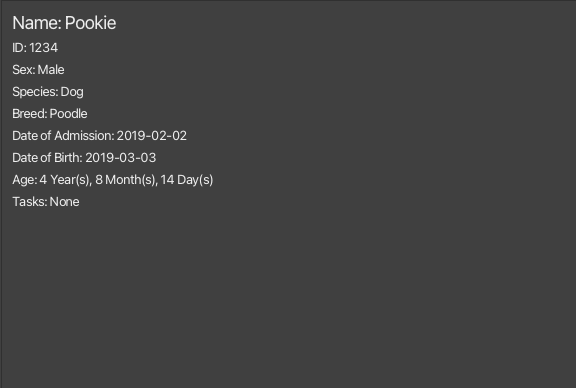 Name: Pookie
ID: 1234
Sex: Male
Species: Dog
Breed: Poodle
Date of Admission: 2019-02-02
Date of Birth: 2019-03-03
Age: 4 Year(s), 8 Month(s), 14 Day(s)
Tasks: None